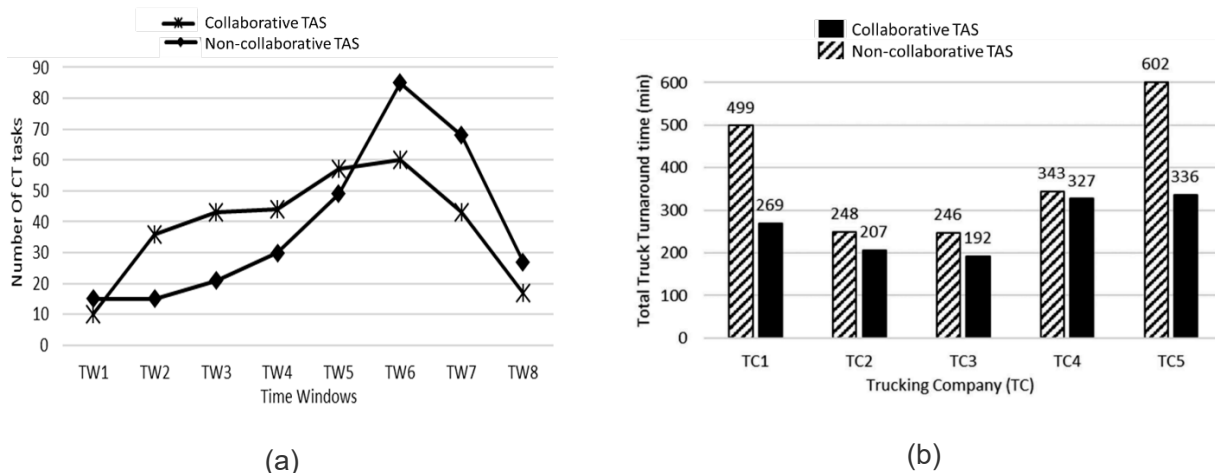 Collaborative TAS
Non-collaborative TAS
Number Of CT tasks
90
80
70
60
50
40
30
20
10
0
TW1 TW2 TW3 TW4 TW5 TW6 TW7 TW8
Time Windows
(a)
Collaborative TAS
Non-collaborative TAS
Total Truck Turnaround time (min)
600
500
400
300
200
100
0
499
269
248
207
246
192
343
327
602
336
TC1 TC2 TC3 TC4 TC5
Trucking Company (TC)
(b)